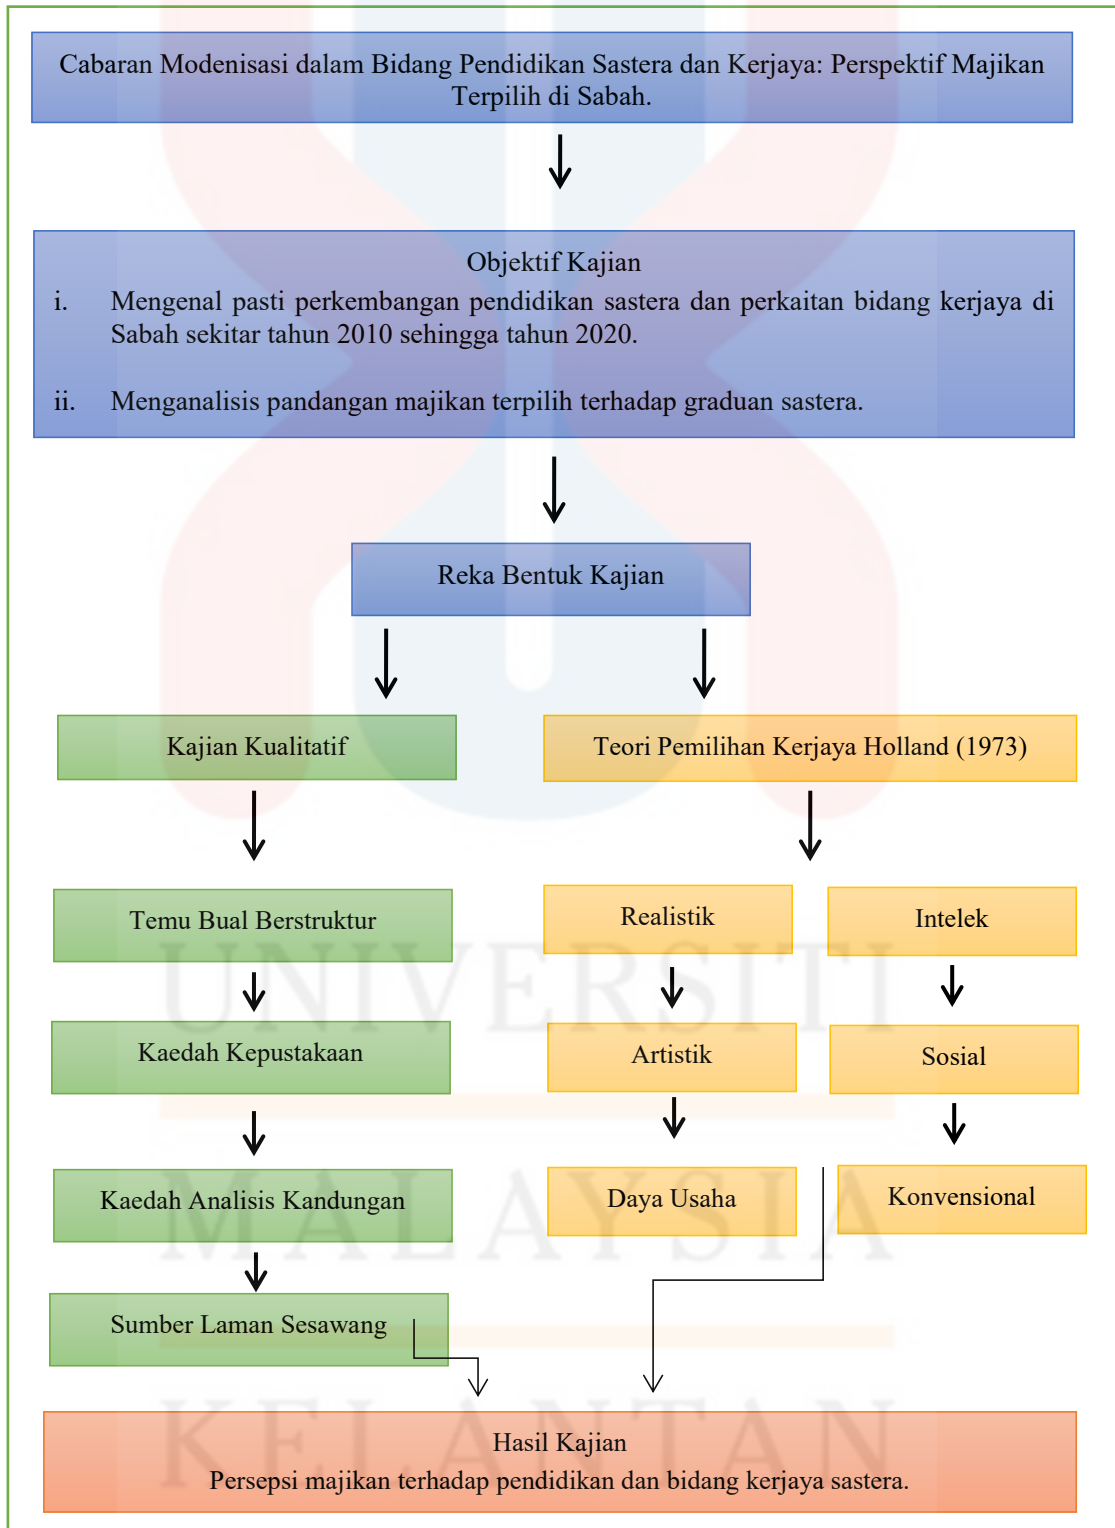 Cabaran Modenisasi dalam Bidang Pendidikan Sastera dan Kerjaya: Perspektif Majikan
Terpilih di Sabah.
Objektif Kajian
i. Mengenal pasti perkembangan pendidikan sastera dan perkaitan bidang kerjaya di
Sabah sekitar tahun 2010 sehingga tahun 2020.
ii. Menganalisis pandangan majikan terpilih terhadap graduan sastera.
Reka Bentuk Kajian
Kajian Kualitatif
Teori Pemilihan Kerjaya Holland (1973)
Temu Bual Berstruktur
Realistik
Intelek
UNIVERSITI
Kaedah Kepustakaan
Artistik
Sosial
Kaedah Analisis Kandungan
Daya Usaha
Konvensional
MALAYSIA
Sumber Laman Sesawang
KELANTAN
Hasil Kajian
Persepsi majikan terhadap pendidikan dan bidang kerjaya sastera.